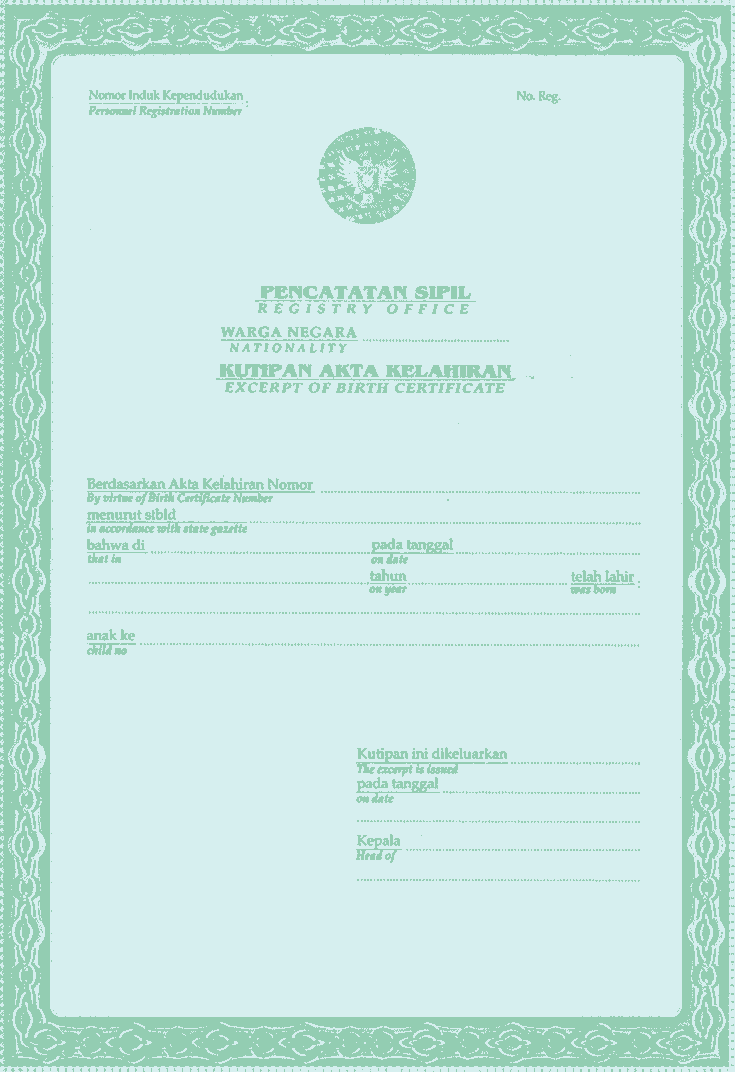 Nomor Induk Kependudukan :
No. Reg.
Personnel Registration Number
PENCATATAN SIPIL
REGISTRY OFFICE
WARGA NEGARA
NATIONALITY
KUTIPAN AKTA KELAHIRAN
EXCERPT OF BIRTH CERTIFICATE
Berdasarkan Akta Kelahiran Nomor
By virtue of Birth Certificate Number
menurut stbld
in accordance with state gazette
bahwa di pada tanggal
that in on date
tahun telah lahir :
on year was born
anak ke
child no
Kutipan ini dikeluarkan
The excerpt is issued
pada tanggal
on date
Kepala
Head of